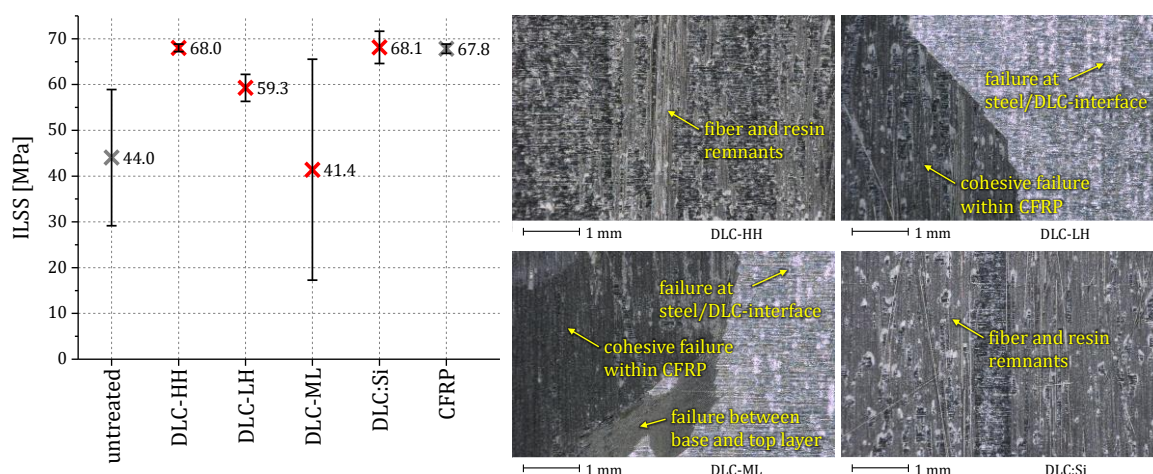 ILSS [MPa]
70
60
50
40
30
20
10
0
44.0
68.0
59.3
41.4
68.1
67.8
untreated
DLC-HH
DLC-LH
DLC-ML
DLC:Si
CFRP
fiber and resin
remnants
1 mm
DLC-HH
failure at
steel/DLC-interface
cohesive failure
within CFRP
1 mm
DLC-LH
failure at
steel/DLC-interface
cohesive failure
within CFRP
failure between
base and top layer
1 mm
DLC-ML
fiber and resin
remnants
1 mm
DLC:Si